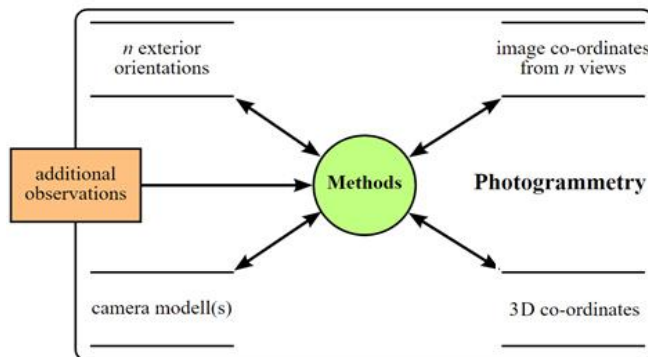 n exterior
orientations
image co-ordinates
from n views
additional
observations
Methods
Photogrammetry
camera modell(s)
3D co-ordinates